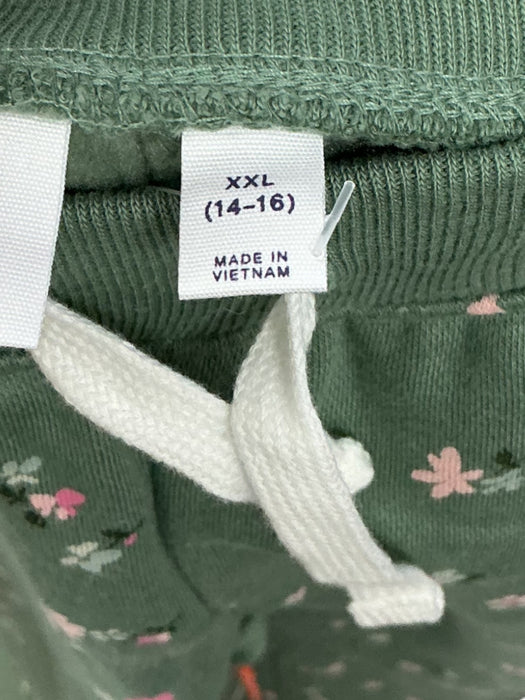 XXL
(14-16)
MADE IN
VIETNAM